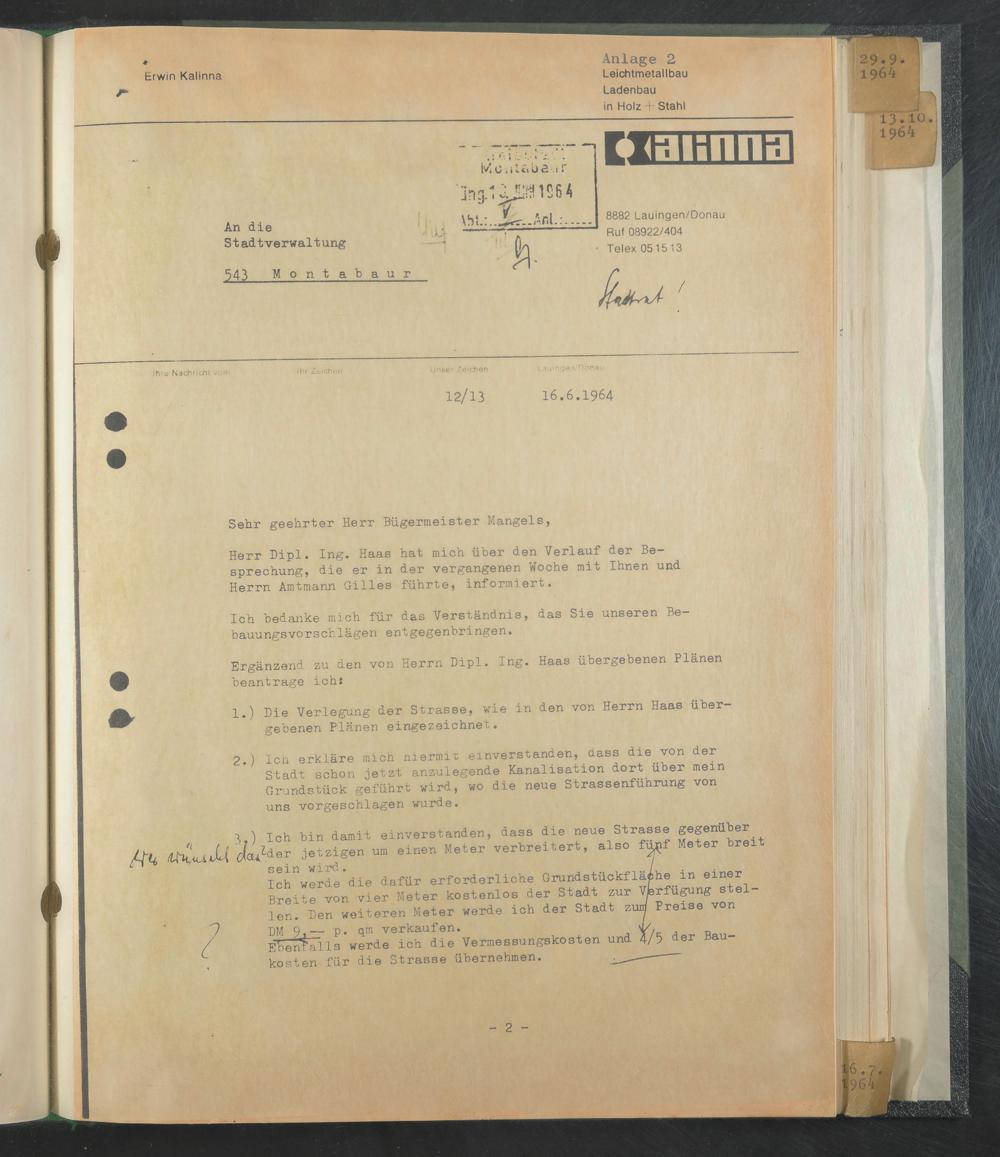 Erwin Kalinna
Anlage 2
Leichtmetallbau
Ladenbau
in Holz + Stahl
Kalinna
Montabaur
Eing. 1964
Abt.: V Anl.:
8882 Lauingen/Donau
Ruf 08922/404
Telex 05 15 13
An die
Stadtverwaltung
543 Montabaur
Stadtrat!
Ihre Nachricht vom
Ihr Zeichen
Unser Zeichen
Lauingen/Donau
12/13
16.6.1964
Sehr geehrter Herr Bügermeister Mangels,
Herr Dipl. Ing. Haas hat mich über den Verlauf der Be-
sprechung, die er in der vergangenen Woche mit Ihnen und
Herrn Amtmann Gilles führte, informiert.
Ich bedanke mich für das Verständnis, das Sie unseren Be-
bauungsvorschlägen entgegenbringen.
Ergänzend zu den von Herrn Dipl. Ing. Haas übergebenen Plänen
beantrage ich:
1.) Die Verlegung der Strasse, wie in den von Herrn Haas über-
gebenen Plänen eingezeichnet.
2.) Ich erkläre mich hiermit einverstanden, dass die von der
Stadt schon jetzt anzulegende Kanalisation dort über mein
Grundstück geführt wird, wo die neue Strassenführung von
uns vorgeschlagen wurde.
3.) Ich bin damit einverstanden, dass die neue Strasse gegenüber
Wer wünscht das?
der jetzigen um einen Meter verbreitert, also fünf Meter breit
sein wird.
Ich werde die dafür erforderliche Grundstückfläche in einer
Breite von vier Meter kostenlos der Stadt zur Verfügung stel-
len. Den weiteren Meter werde ich der Stadt zum Preise von
DM 9,-- p. qm verkaufen.
?
Ebenfalls werde ich die Vermessungskosten und 4/5 der Bau-
kosten für die Strasse übernehmen.
- 2 -
29.9.
1964
13.10.
1964
16.7.
1964